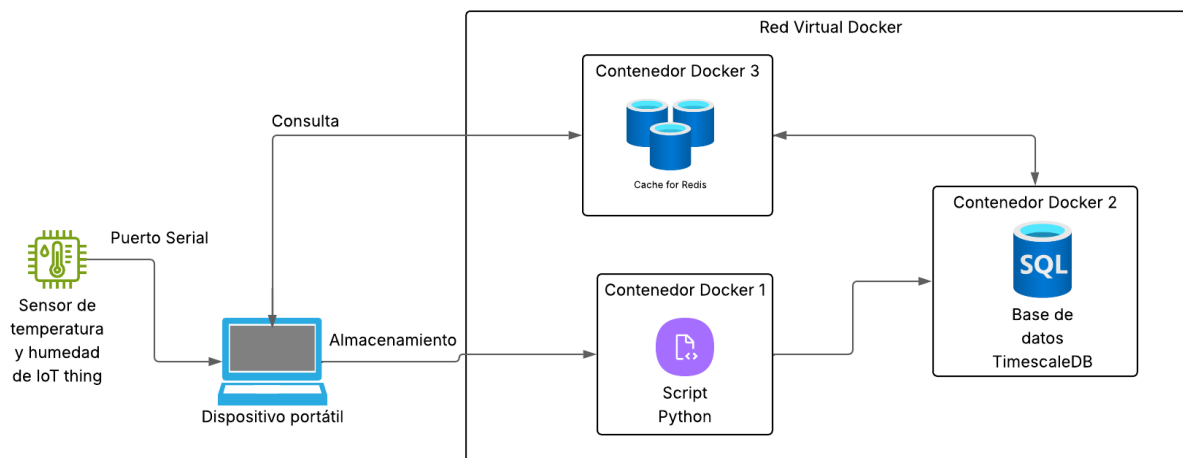 Red Virtual Docker
Contenedor Docker 3
Cache for Redis
Consulta
Contenedor Docker 2
SQL
Base de
datos
TimescaleDB
Puerto Serial
Sensor de
temperatura
y humedad
de IoT thing
Almacenamiento
Dispositivo portátil
Contenedor Docker 1
Script
Python